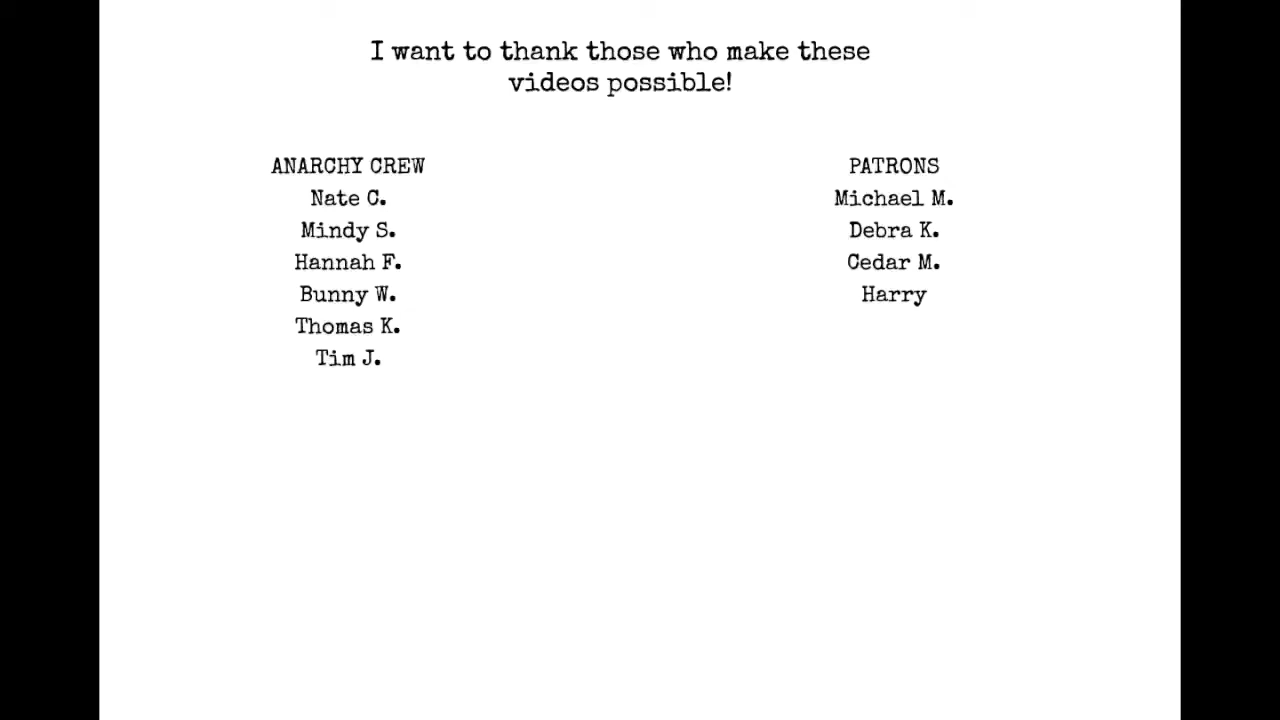 I want to thank those who make these
videos possible!
ANARCHY CREW
Nate C.
Mindy S.
Hannah F.
Bunny W.
Thomas K.
Tim J.
PATRONS
Michael M.
Debra K.
Cedar M.
Harry